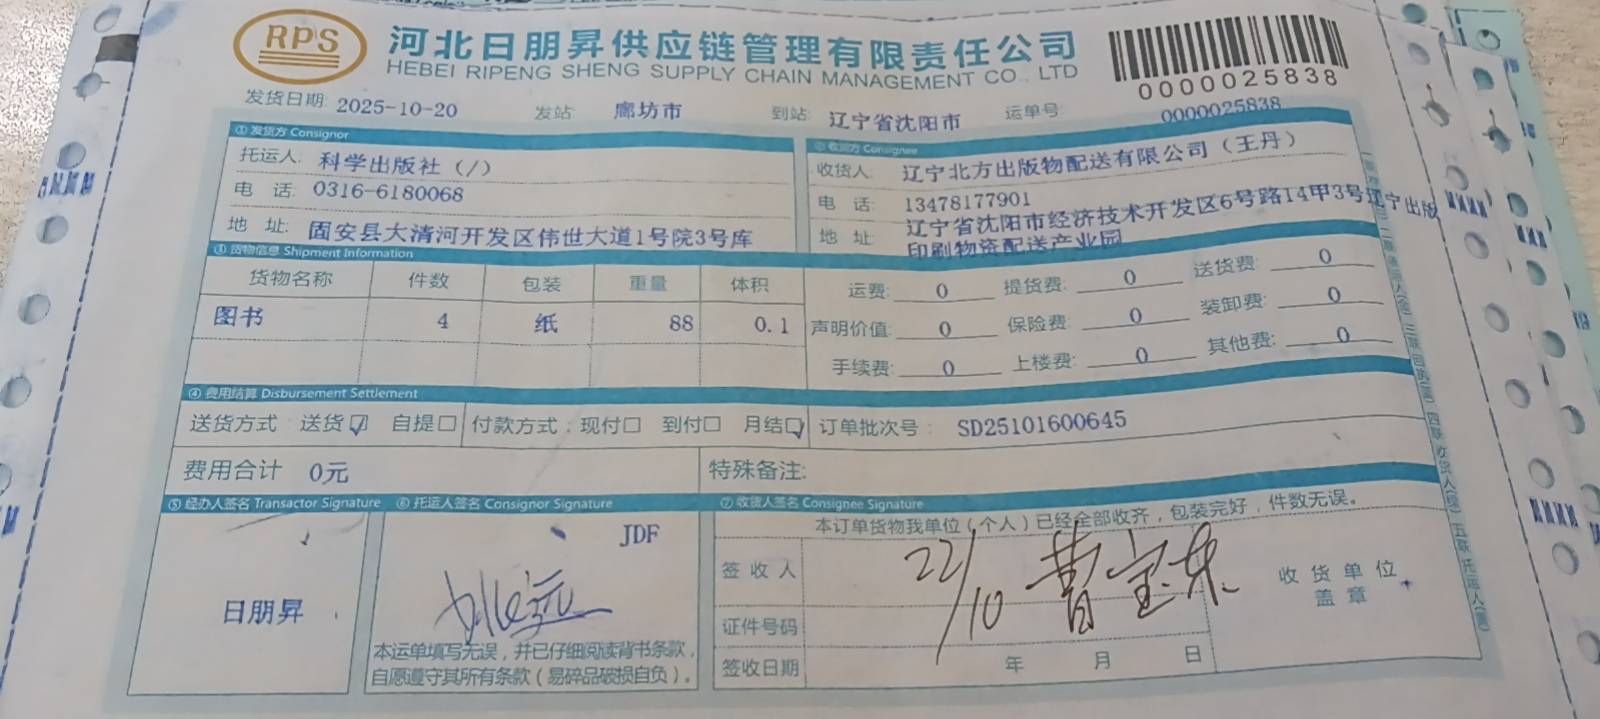 RPS
河北日朋昇供应链管理有限责任公司
HEBEI RIPENG SHENG SUPPLY CHAIN MANAGEMENT CO., LTD
0000025838
发货日期: 2025-10-20 发站: 廊坊市 到站: 辽宁省沈阳市 运单号: 0000025838
① 发货方 Consignor
托运人: 科学出版社（/）
电 话: 0316-6180068
地 址: 固安县大清河开发区伟世大道1号院3号库
② 收货方 Consignee
收货人: 辽宁北方出版物配送有限公司（王丹）
电 话: 13478177901
地 址: 辽宁省沈阳市经济技术开发区6号路14甲3号辽宁出版
印刷物资配送产业园
③ 货物信息 Shipment Information
货物名称 件数 包装 重量 体积
图书 4 纸 88 0.1
运费: 0 提货费: 0 送货费: 0
声明价值: 0 保险费: 0 装卸费: 0
手续费: 0 上楼费: 0 其他费: 0
④ 费用结算 Disbursement Settlement
送货方式 送货☑ 自提□ 付款方式: 现付□ 到付□ 月结☑ 订单批次号: SD25101600645
费用合计 0元 特殊备注:
⑤ 经办人签名 Transactor Signature ⑥ 托运人签名 Consignor Signature ⑦ 收货人签名 Consignee Signature
日朋昇
JDF
本运单填写无误，并已仔细阅读背书条款，
自愿遵守其所有条款（易碎品破损自负）。
本订单货物我单位（个人）已经全部收齐，包装完好，件数无误。
签收人 22/10 曹宝东
证件号码
签收日期 年 月 日
收货单位
盖章